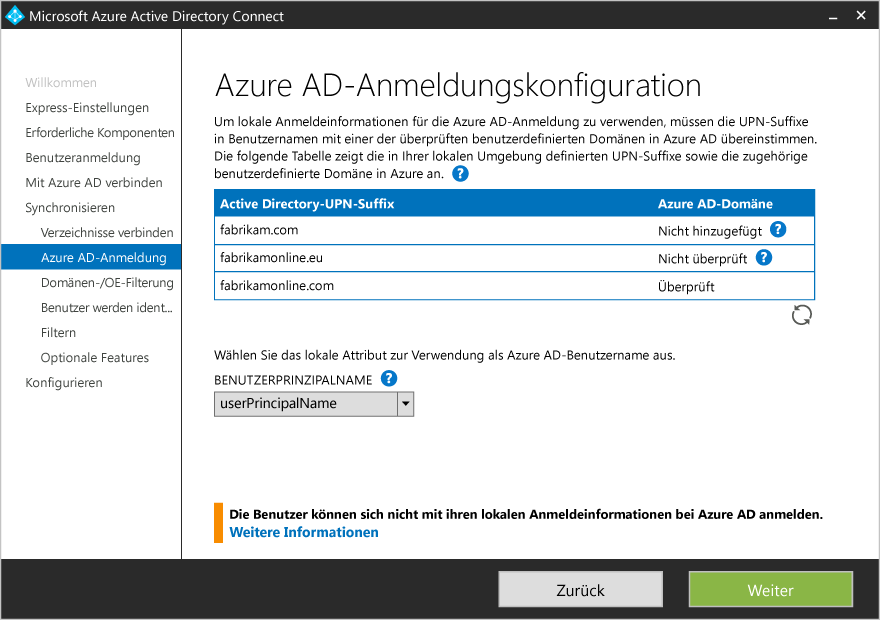 Microsoft Azure Active Directory Connect
Willkommen
Express-Einstellungen
Erforderliche Komponenten
Benutzeranmeldung
Mit Azure AD verbinden
Synchronisieren
Verzeichnisse verbinden
Azure AD-Anmeldung
Domänen-/OE-Filterung
Benutzer werden ident...
Filtern
Optionale Features
Konfigurieren
Azure AD-Anmeldungskonfiguration
Um lokale Anmeldeinformationen für die Azure AD-Anmeldung zu verwenden, müssen die UPN-Suffixe
in Benutzernamen mit einer der überprüften benutzerdefinierten Domänen in Azure AD übereinstimmen.
Die folgende Tabelle zeigt die in Ihrer lokalen Umgebung definierten UPN-Suffixe sowie die zugehörige
benutzerdefinierte Domäne in Azure an. ?
Active Directory-UPN-Suffix Azure AD-Domäne
fabrikam.com Nicht hinzugefügt ?
fabrikamonline.eu Nicht überprüft ?
fabrikamonline.com Überprüft
Wählen Sie das lokale Attribut zur Verwendung als Azure AD-Benutzername aus.
BENUTZERPRINZIPALNAME ?
userPrincipalName
Die Benutzer können sich nicht mit ihren lokalen Anmeldeinformationen bei Azure AD anmelden.
Weitere Informationen
Zurück Weiter